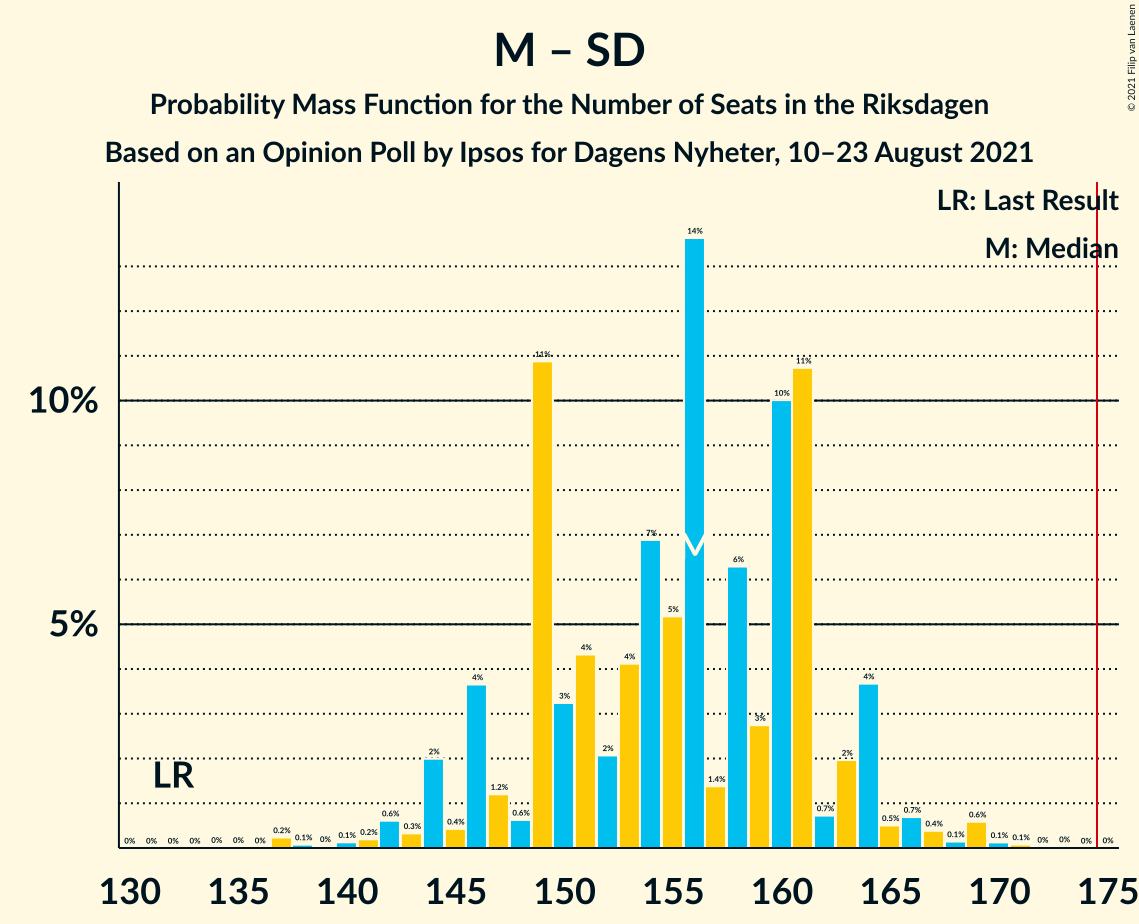 M – SD
Probability Mass Function for the Number of Seats in the Riksdagen
Based on an Opinion Poll by Ipsos for Dagens Nyheter, 10–23 August 2021
© 2021 Filip van Laenen
LR: Last Result
M: Median
10%
5%
LR
0% 0% 0% 0% 0% 0% 0% 0.2% 0.1% 0% 0.1% 0.2% 0.6% 0.3% 2% 0.4% 4% 1.2% 0.6% 11% 3% 4% 2% 4% 7% 5% 14% 1.4% 6% 3% 10% 11% 0.7% 2% 4% 0.5% 0.7% 0.4% 0.1% 0.6% 0.1% 0.1% 0% 0% 0% 0%
130 135 140 145 150 155 160 165 170 175